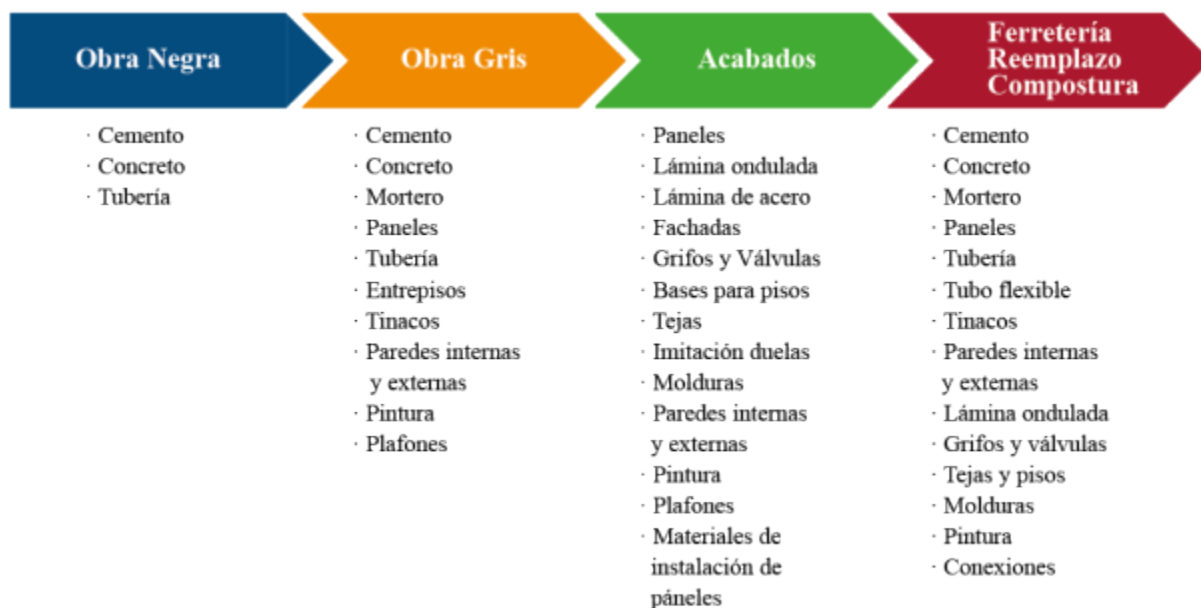 Obra Negra
Obra Gris
Acabados
Ferretería
Reemplazo
Compostura
· Cemento
· Concreto
· Tubería
· Cemento
· Concreto
· Mortero
· Paneles
· Tubería
· Entrepisos
· Tinacos
· Paredes internas
y externas
· Pintura
· Plafones
· Paneles
· Lámina ondulada
· Lámina de acero
· Fachadas
· Grifos y Válvulas
· Bases para pisos
· Tejas
· Imitación duelas
· Molduras
· Paredes internas
y externas
· Pintura
· Plafones
· Materiales de
instalación de
páneles
· Cemento
· Concreto
· Mortero
· Paneles
· Tubería
· Tubo flexible
· Tinacos
· Paredes internas
y externas
· Lámina ondulada
· Grifos y válvulas
· Tejas y pisos
· Molduras
· Pintura
· Conexiones